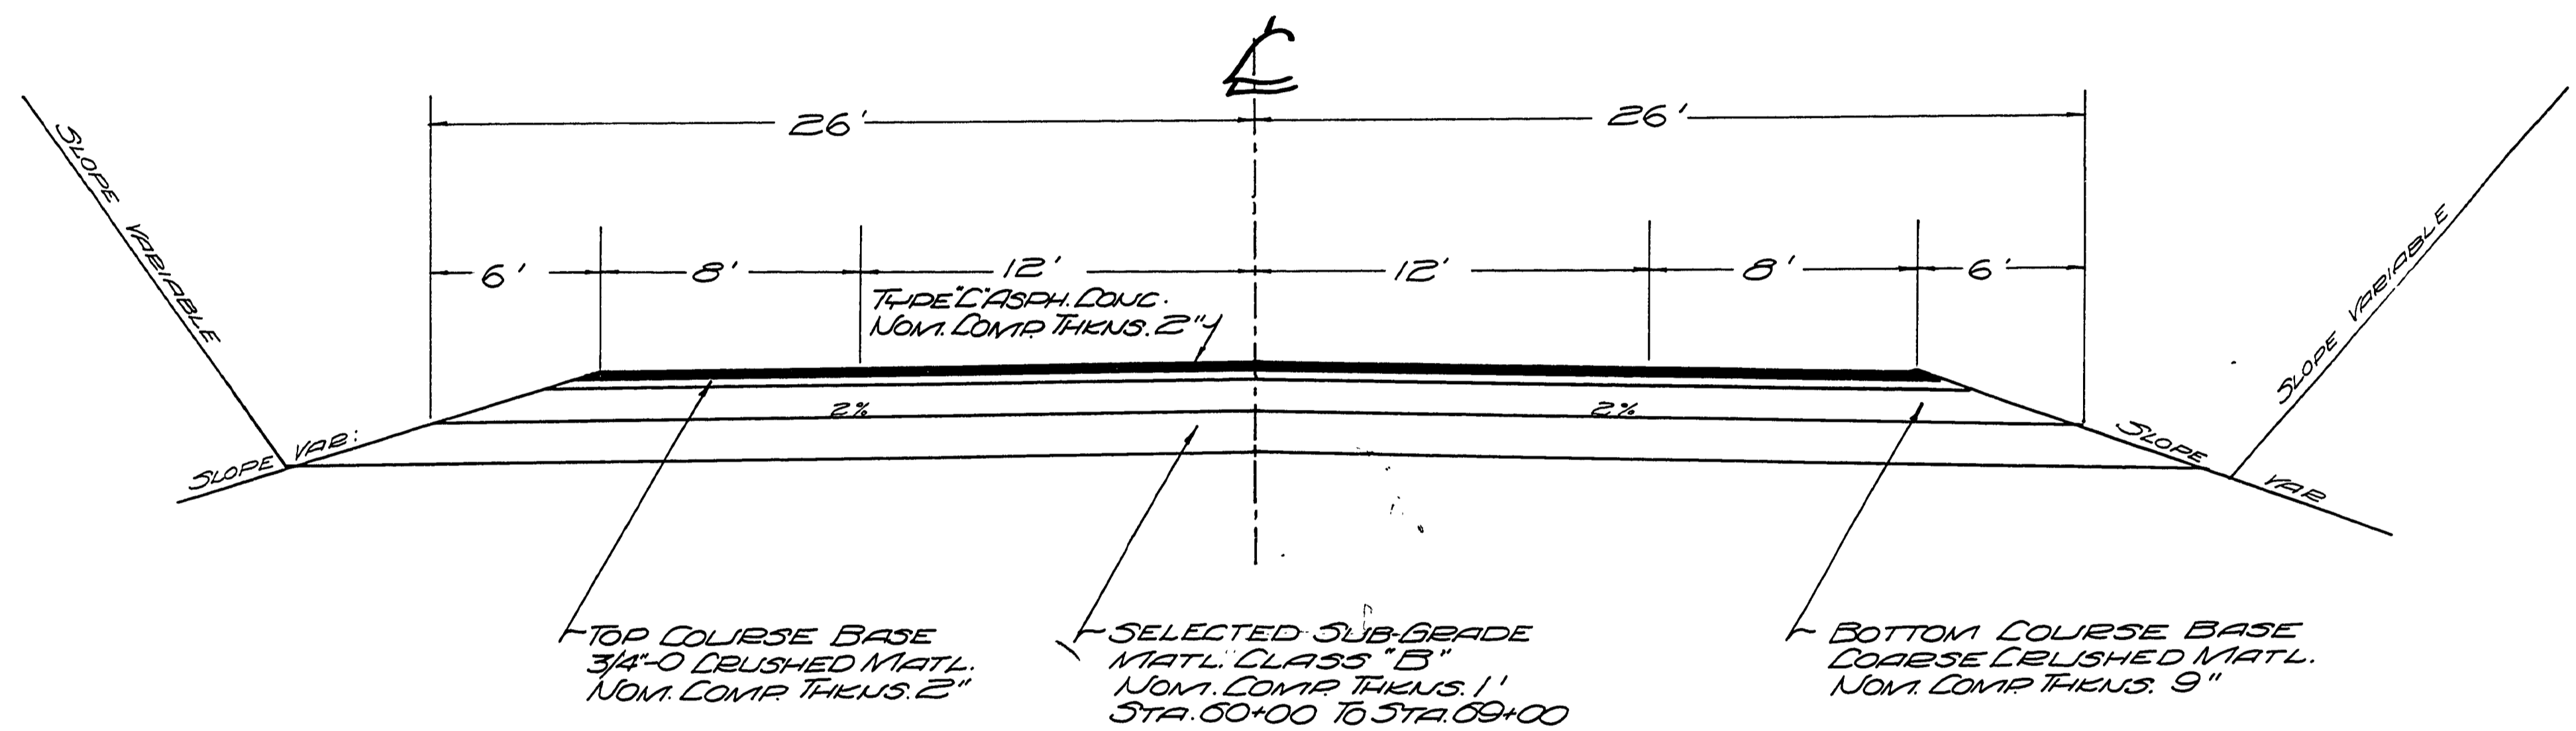 ℄
26' 26'
6' 8' 12' 12' 8' 6'
TYPE "C" ASPH. CONC.
NOM. COMP. THKNS. 2"
SLOPE VARIABLE
SLOPE VARIABLE
2% 2%
SLOPE VAR.
SLOPE VAR
TOP COURSE BASE
3/4"-0 CRUSHED MATL.
NOM. COMP. THKNS. 2"
SELECTED SUB-GRADE
MATL. CLASS "B"
NOM. COMP. THKNS. 1'
STA. 60+00 TO STA. 69+00
BOTTOM COURSE BASE
COARSE CRUSHED MATL.
NOM. COMP. THKNS. 9"